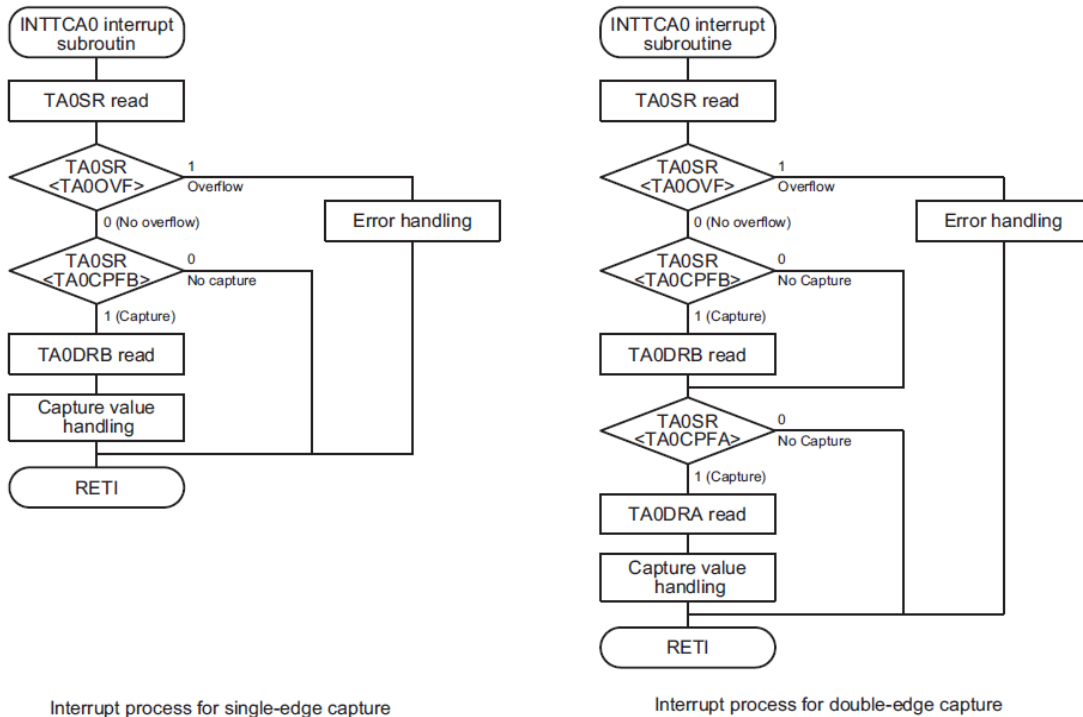 INTTCA0 interrupt
subroutin
TA0SR read
TA0SR
<TA0OVF>
1
Overflow
0 (No overflow)
Error handling
TA0SR
<TA0CPFB>
0
No capture
1 (Capture)
TA0DRB read
Capture value
handling
RETI
Interrupt process for single-edge capture
INTTCA0 interrupt
subroutine
TA0SR read
TA0SR
<TA0OVF>
1
Overflow
0 (No overflow)
Error handling
TA0SR
<TA0CPFB>
0
No Capture
1 (Capture)
TA0DRB read
TA0SR
<TA0CPFA>
0
No Capture
1 (Capture)
TA0DRA read
Capture value
handling
RETI
Interrupt process for double-edge capture